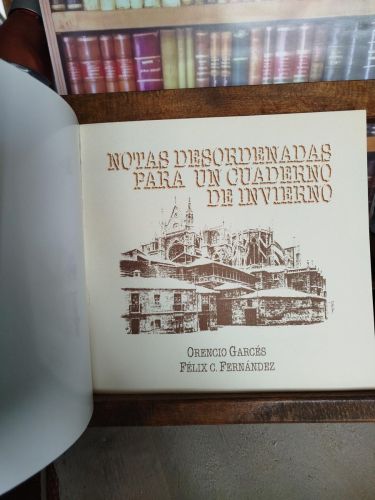 NOTAS DESORDENADAS
PARA UN CUADERNO
DE INVIERNO
ORENCIO GARCÉS
FÉLIX C. FERNÁNDEZ